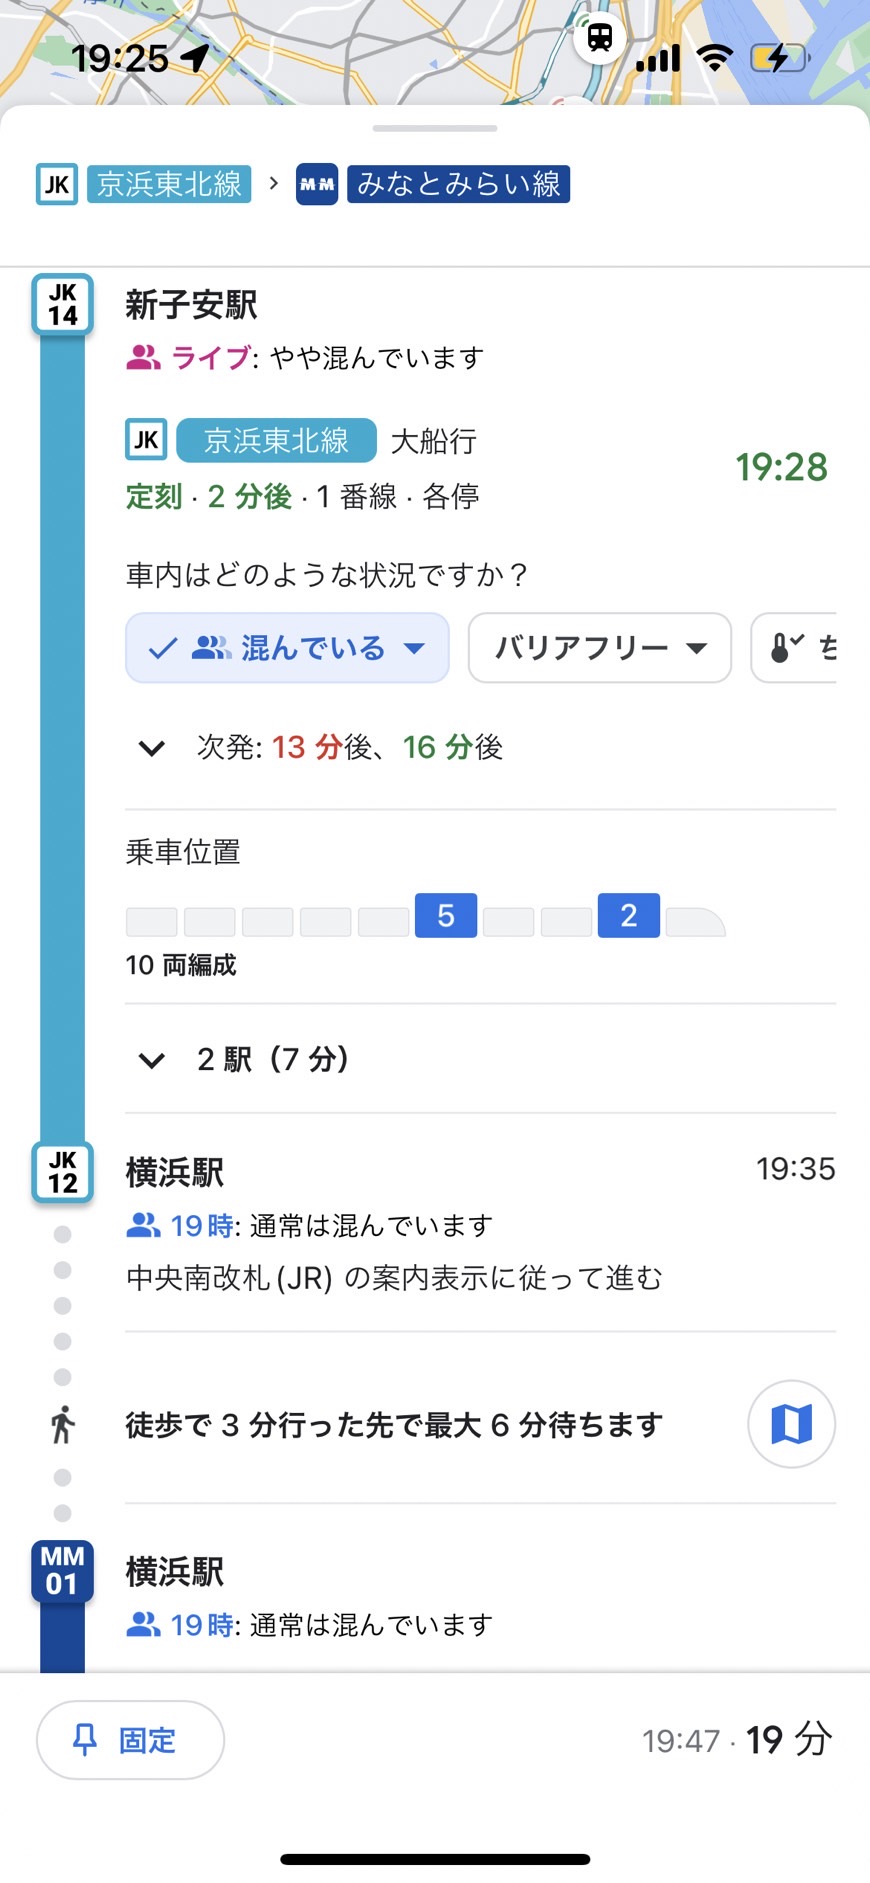 19:25
JK 京浜東北線 › MM みなとみらい線
JK 14
新子安駅
ライブ: やや混んでいます
JK 京浜東北線 大船行
19:28
定刻 · 2 分後 · 1 番線 · 各停
車内はどのような状況ですか？
混んでいる バリアフリー ち
次発: 13 分後、16 分後
乗車位置
5 2
10 両編成
2 駅（7 分）
JK 12
横浜駅 19:35
19時: 通常は混んでいます
中央南改札(JR) の案内表示に従って進む
徒歩で 3 分行った先で最大 6 分待ちます
MM 01
横浜駅
19時: 通常は混んでいます
固定 19:47 · 19 分